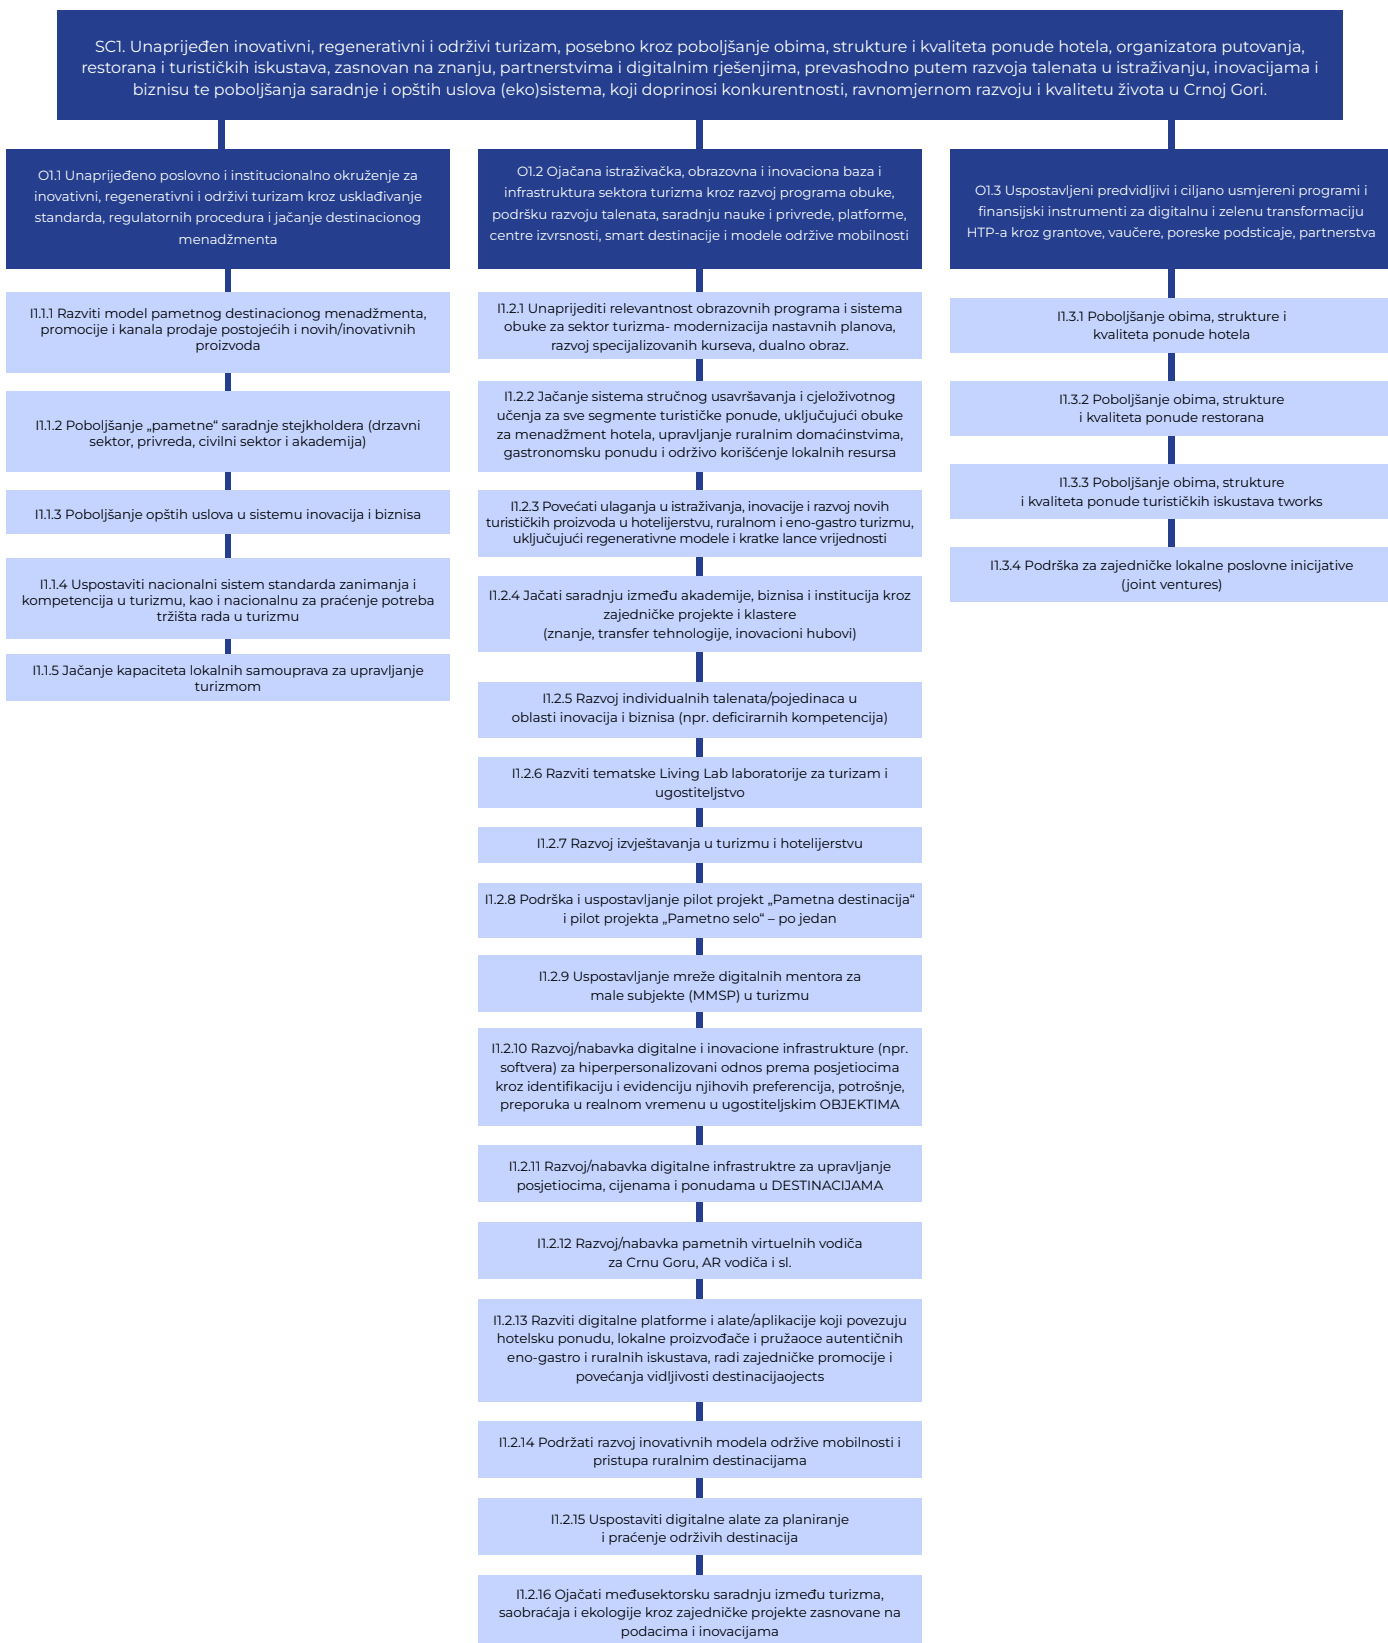 SC1. Unaprijeđen inovativni, regenerativni i održivi turizam, posebno kroz poboljšanje obima, strukture i kvaliteta ponude hotela, organizatora putovanja,
restorana i turističkih iskustava, zasnovan na znanju, partnerstvima i digitalnim rješenjima, prevashodno putem razvoja talenata u istraživanju, inovacijama i
biznisu te poboljšanja saradnje i opštih uslova (eko)sistema, koji doprinosi konkurentnosti, ravnomjernom razvoju i kvalitetu života u Crnoj Gori.
O1.1 Unaprijeđeno poslovno i institucionalno okruženje za
inovativni, regenerativni i održivi turizam kroz usklađivanje
standarda, regulatornih procedura i jačanje destinacionog
menadžmenta
I1.1.1 Razviti model pametnog destinacionog menadžmenta,
promocije i kanala prodaje postojećih i novih/inovativnih
proizvoda
I1.1.2 Poboljšanje „pametne“ saradnje stejkholdera (drzavni
sektor, privreda, civilni sektor i akademija)
I1.1.3 Poboljšanje opštih uslova u sistemu inovacija i biznisa
I1.1.4 Uspostaviti nacionalni sistem standarda zanimanja i
kompetencija u turizmu, kao i nacionalnu za praćenje potreba
tržišta rada u turizmu
I1.1.5 Jačanje kapaciteta lokalnih samouprava za upravljanje
turizmom
O1.2 Ojačana istraživačka, obrazovna i inovaciona baza i
infrastruktura sektora turizma kroz razvoj programa obuke,
podršku razvoju talenata, saradnju nauke i privrede, platforme,
centre izvrsnosti, smart destinacije i modele održive mobilnosti
I1.2.1 Unaprijediti relevantnost obrazovnih programa i sistema
obuke za sektor turizma- modernizacija nastavnih planova,
razvoj specijalizovanih kurseva, dualno obraz.
I1.2.2 Jačanje sistema stručnog usavršavanja i cjeloživotnog
učenja za sve segmente turističke ponude, uključujući obuke
za menadžment hotela, upravljanje ruralnim domaćinstvima,
gastronomsku ponudu i održivo korišćenje lokalnih resursa
I1.2.3 Povećati ulaganja u istraživanja, inovacije i razvoj novih
turističkih proizvoda u hotelijerstvu, ruralnom i eno-gastro turizmu,
uključujući regenerativne modele i kratke lance vrijednosti
I1.2.4 Jačati saradnju između akademije, biznisa i institucija kroz
zajedničke projekte i klastere
(znanje, transfer tehnologije, inovacioni hubovi)
I1.2.5 Razvoj individualnih talenata/pojedinaca u
oblasti inovacija i biznisa (npr. deficirarnih kompetencija)
I1.2.6 Razviti tematske Living Lab laboratorije za turizam i
ugostiteljstvo
I1.2.7 Razvoj izvještavanja u turizmu i hotelijerstvu
I1.2.8 Podrška i uspostavljanje pilot projekt „Pametna destinacija“
i pilot projekta „Pametno selo“ – po jedan
I1.2.9 Uspostavljanje mreže digitalnih mentora za
male subjekte (MMSP) u turizmu
I1.2.10 Razvoj/nabavka digitalne i inovacione infrastrukture (npr.
softvera) za hiperpersonalizovani odnos prema posjetiocima
kroz identifikaciju i evidenciju njihovih preferencija, potrošnje,
preporuka u realnom vremenu u ugostiteljskim OBJEKTIMA
I1.2.11 Razvoj/nabavka digitalne infrastruktre za upravljanje
posjetiocima, cijenama i ponudama u DESTINACIJAMA
I1.2.12 Razvoj/nabavka pametnih virtuelnih vodiča
za Crnu Goru, AR vodiča i sl.
I1.2.13 Razviti digitalne platforme i alate/aplikacije koji povezuju
hotelsku ponudu, lokalne proizvođače i pružaoce autentičnih
eno-gastro i ruralnih iskustava, radi zajedničke promocije i
povećanja vidljivosti destinacijaojects
I1.2.14 Podržati razvoj inovativnih modela održive mobilnosti i
pristupa ruralnim destinacijama
I1.2.15 Uspostaviti digitalne alate za planiranje
i praćenje održivih destinacija
I1.2.16 Ojačati međusektorsku saradnju između turizma,
saobraćaja i ekologije kroz zajedničke projekte zasnovane na
podacima i inovacijama
O1.3 Uspostavljeni predvidljivi i ciljano usmjereni programi i
finansijski instrumenti za digitalnu i zelenu transformaciju
HTP-a kroz grantove, vaučere, poreske podsticaje, partnerstva
I1.3.1 Poboljšanje obima, strukture i
kvaliteta ponude hotela
I1.3.2 Poboljšanje obima, strukture
i kvaliteta ponude restorana
I1.3.3 Poboljšanje obima, strukture
i kvaliteta ponude turističkih iskustava tworks
I1.3.4 Podrška za zajedničke lokalne poslovne inicijative
(joint ventures)